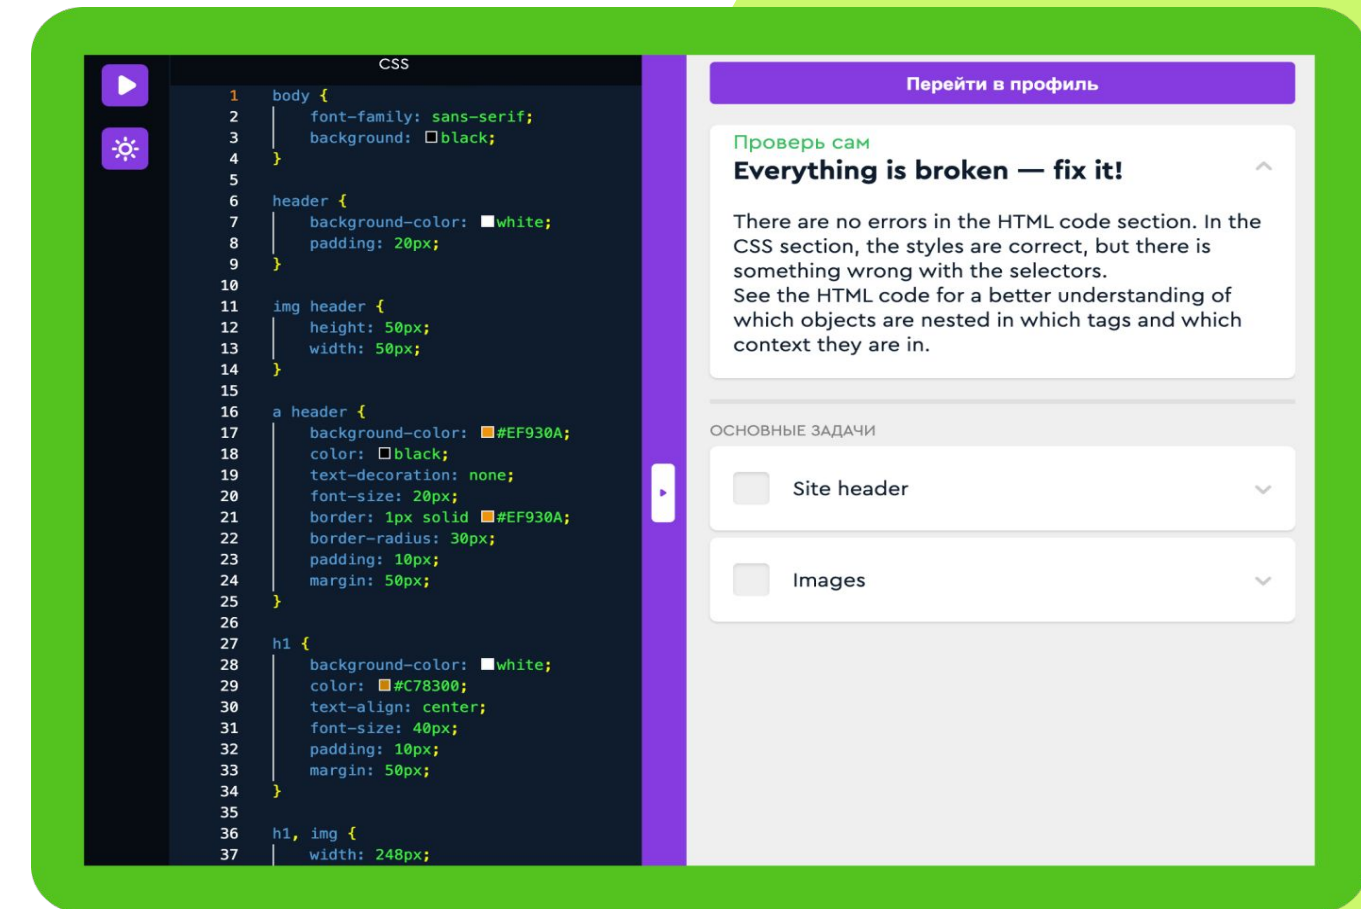 CSS
1 body {
2 font-family: sans-serif;
3 background: black;
4 }
5
6 header {
7 background-color: white;
8 padding: 20px;
9 }
10
11 img header {
12 height: 50px;
13 width: 50px;
14 }
15
16 a header {
17 background-color: #EF930A;
18 color: black;
19 text-decoration: none;
20 font-size: 20px;
21 border: 1px solid #EF930A;
22 border-radius: 30px;
23 padding: 10px;
24 margin: 50px;
25 }
26
27 h1 {
28 background-color: white;
29 color: #C78300;
30 text-align: center;
31 font-size: 40px;
32 padding: 10px;
33 margin: 50px;
34 }
35
36 h1, img {
37 width: 248px;
Перейти в профиль
Проверь сам
Everything is broken — fix it!
There are no errors in the HTML code section. In the
CSS section, the styles are correct, but there is
something wrong with the selectors.
See the HTML code for a better understanding of
which objects are nested in which tags and which
context they are in.
ОСНОВНЫЕ ЗАДАЧИ
Site header
Images